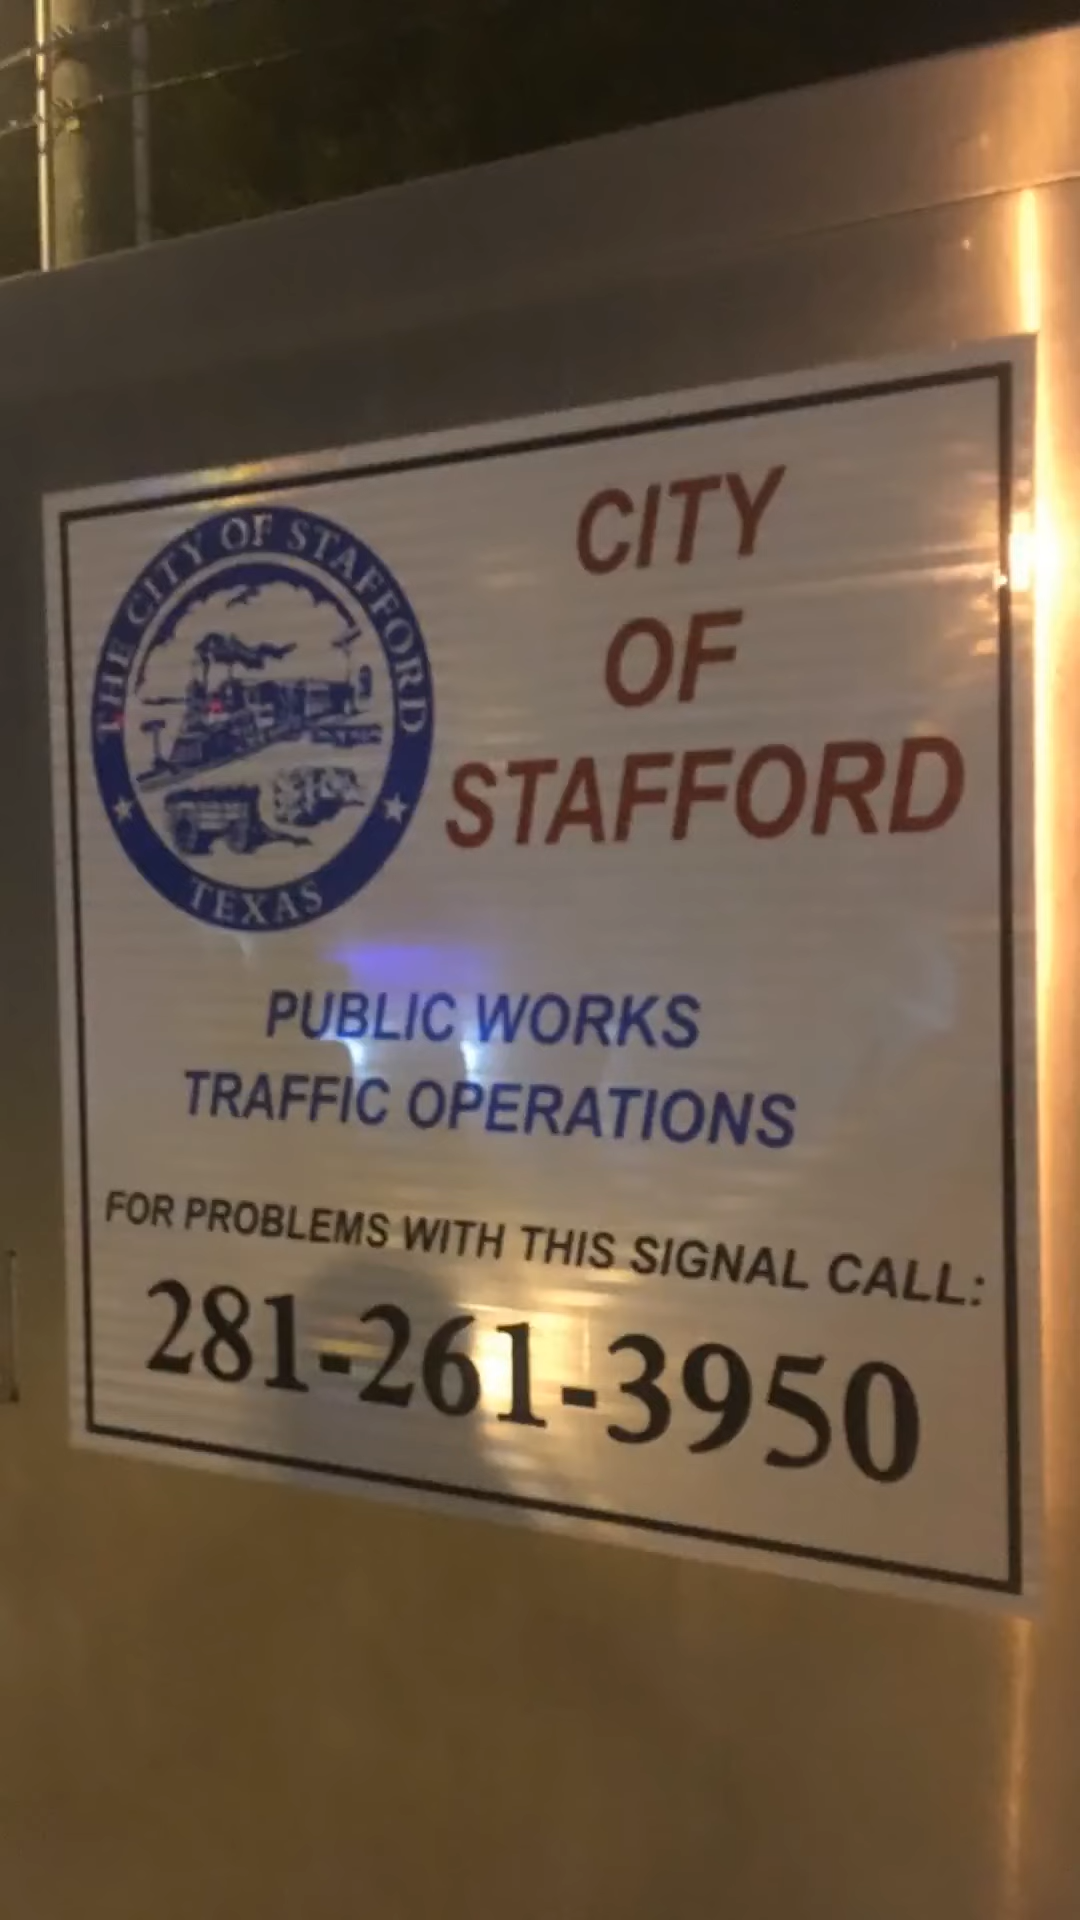 THE CITY OF STAFFORD
TEXAS
CITY
OF
STAFFORD
PUBLIC WORKS
TRAFFIC OPERATIONS
FOR PROBLEMS WITH THIS SIGNAL CALL:
281-261-3950